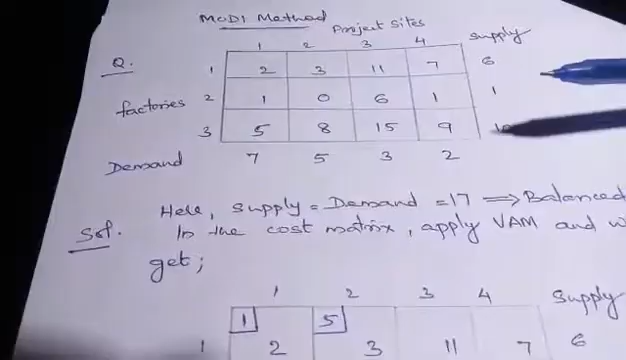 MODI Method
Project Sites
1 2 3 4 Supply
Q.
1 2 3 11 7 6
factories 2 1 0 6 1 1
3 5 8 15 9
Demand 7 5 3 2
Here, Supply = Demand = 17 ⟹ Balanced
Sol. In the cost matrix, apply VAM and
get;
1 2 3 4 Supply
1 5
1 2 3 11 7 6